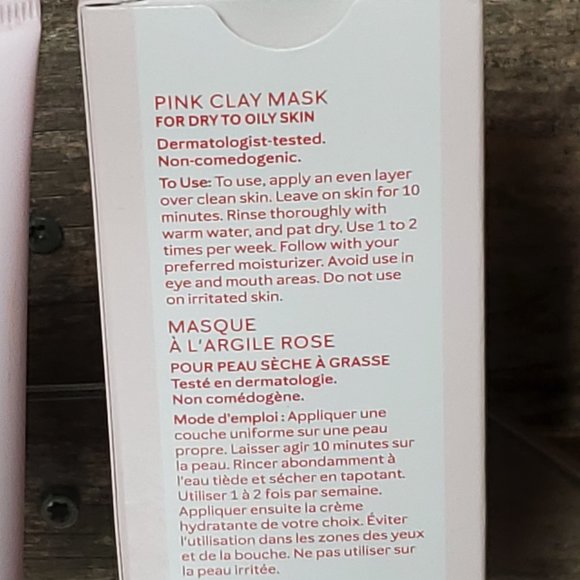 PINK CLAY MASK
FOR DRY TO OILY SKIN
Dermatologist-tested.
Non-comedogenic.
To Use: To use, apply an even layer
over clean skin. Leave on skin for 10
minutes. Rinse thoroughly with
warm water, and pat dry. Use 1 to 2
times per week. Follow with your
preferred moisturizer. Avoid use in
eye and mouth areas. Do not use
on irritated skin.
MASQUE
À L'ARGILE ROSE
POUR PEAU SÈCHE À GRASSE
Testé en dermatologie.
Non comédogène.
Mode d'emploi : Appliquer une
couche uniforme sur une peau
propre. Laisser agir 10 minutes sur
la peau. Rincer abondamment à
l'eau tiède et sécher en tapotant.
Utiliser 1 à 2 fois par semaine.
Appliquer ensuite la crème
hydratante de votre choix. Éviter
l'utilisation dans les zones des yeux
et de la bouche. Ne pas utiliser sur
la peau irritée.